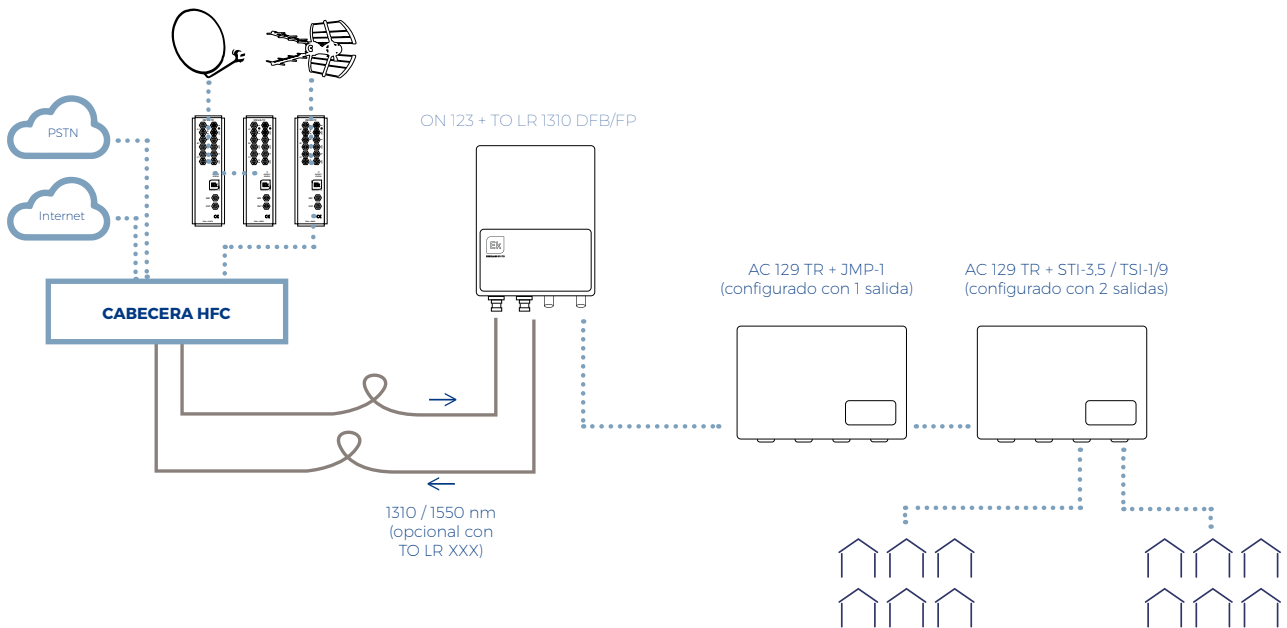 PSTN
Internet
CABECERA HFC
ON 123 + TO LR 1310 DFB/FP
Ek
AC 129 TR + JMP-1
(configurado con 1 salida)
AC 129 TR + STI-3,5 / TSI-1/9
(configurado con 2 salidas)
1310 / 1550 nm
(opcional con
TO LR XXX)